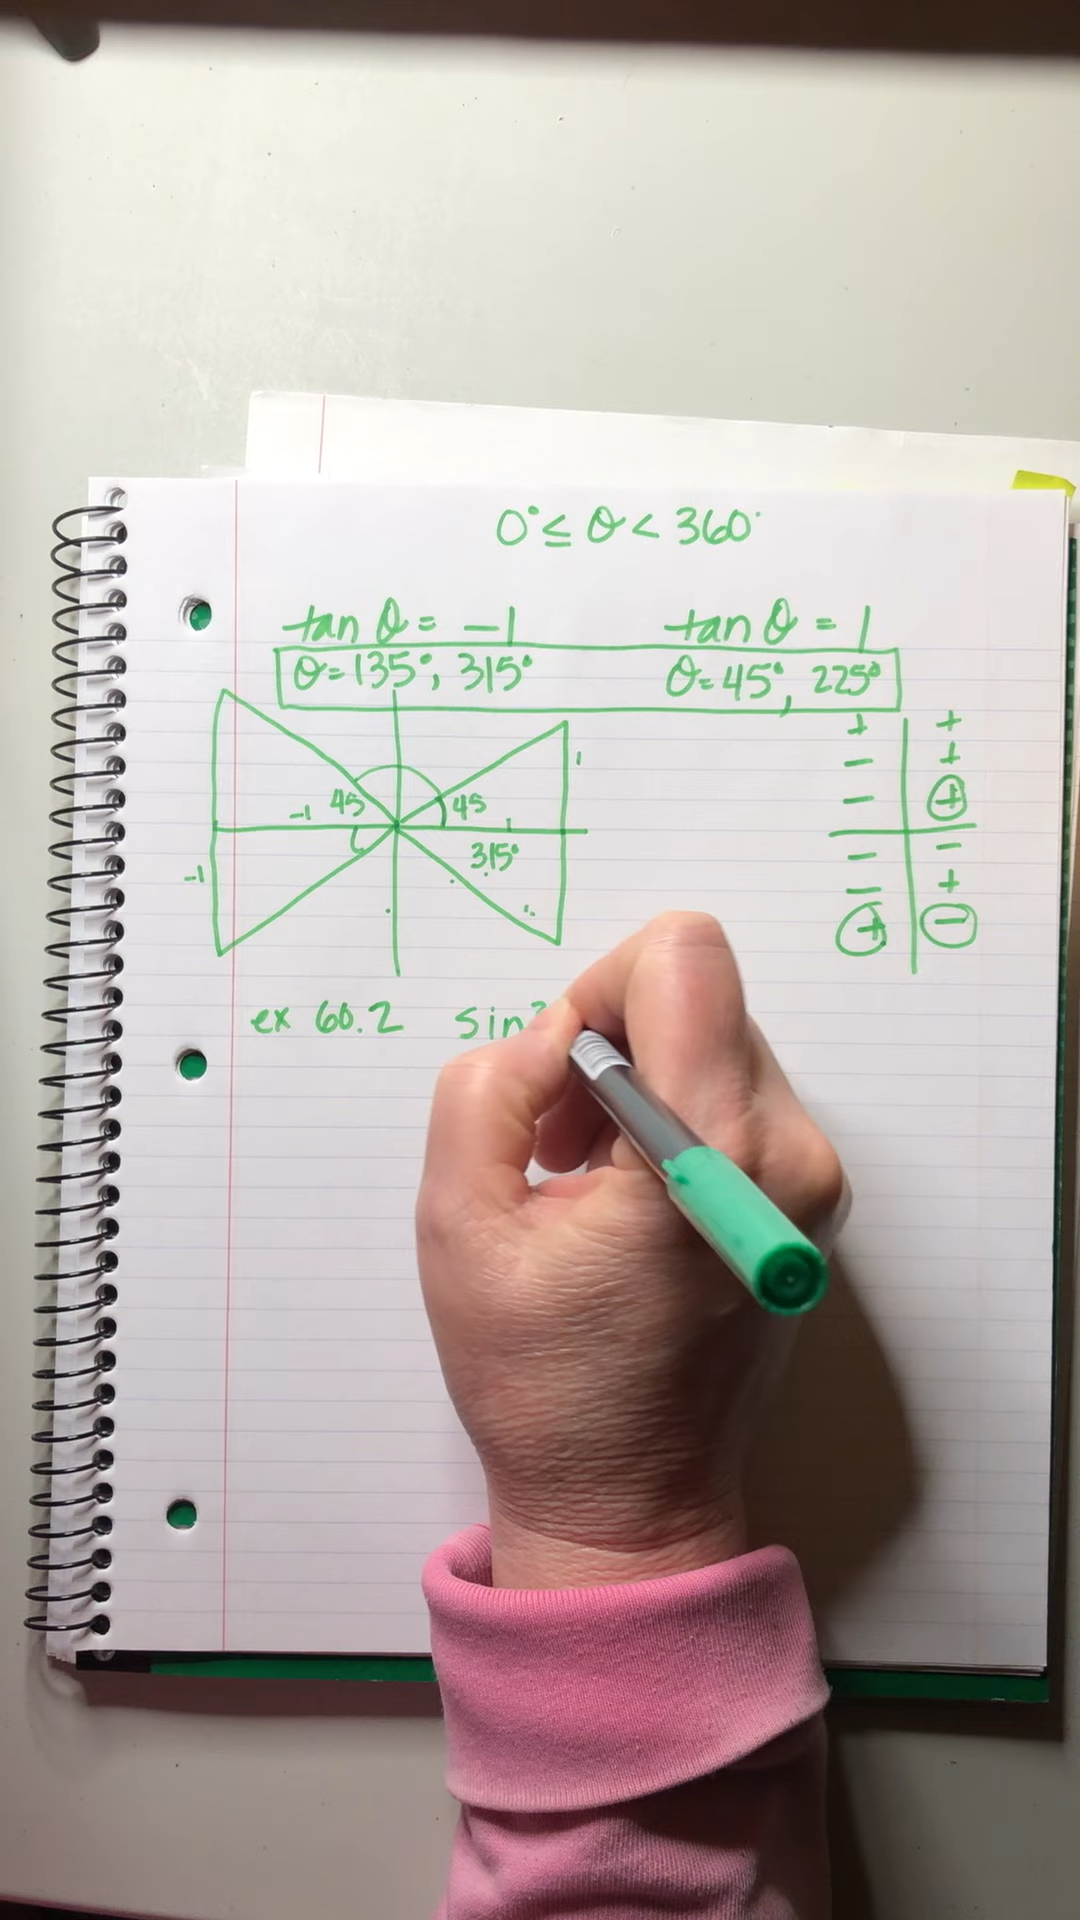 0° ≤ θ < 360°
tan θ = -1 tan θ = 1
θ = 135°, 315° θ = 45°, 225°
+ +
1
- +
-1 45 45 1
- +
315°
- -
-1
- +
+ -
ex 60.2 sin